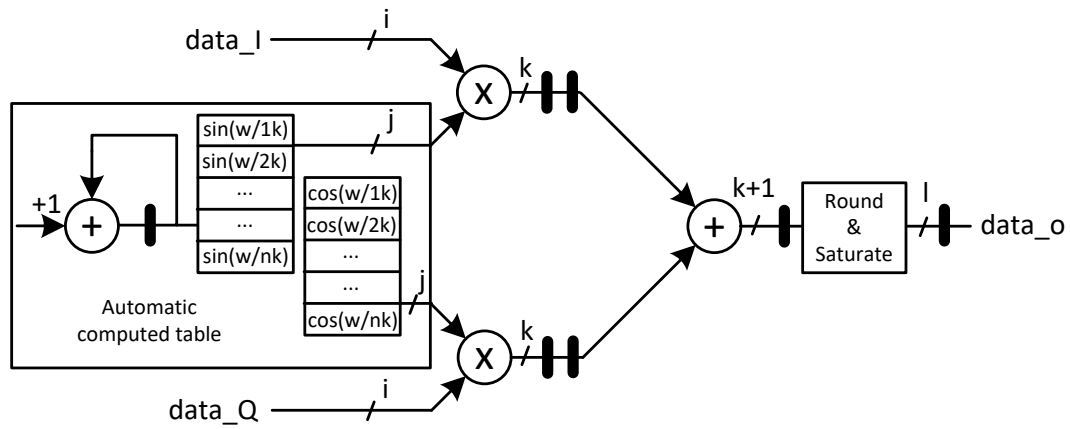 data_I
i
k
j
+1
+
sin(w/1k)
sin(w/2k)
...
...
sin(w/nk)
cos(w/1k)
cos(w/2k)
...
...
cos(w/nk)
j
Automatic
computed table
X
X
k
i
data_Q
+
k+1
Round
&
Saturate
l
data_o